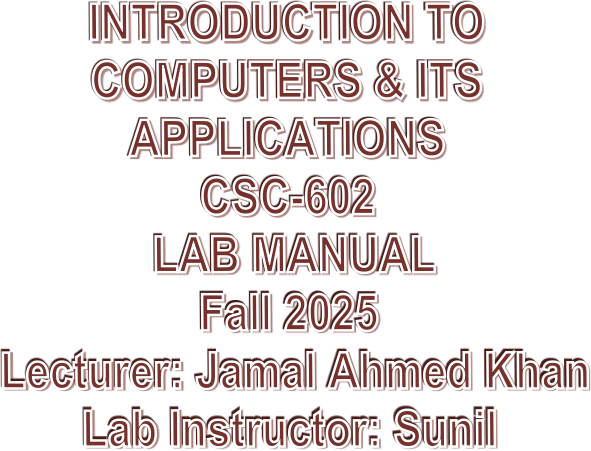 INTRODUCTION TO
COMPUTERS & ITS
APPLICATIONS
CSC-602
LAB MANUAL
Fall 2025
Lecturer: Jamal Ahmed Khan
Lab Instructor: Sunil